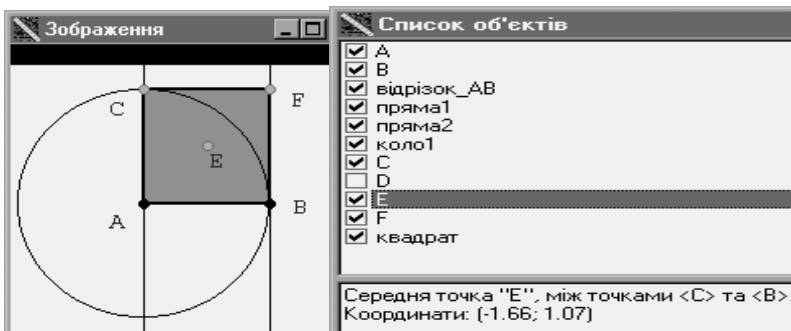 Зображення
C
F
E
A
B
Список об'єктів
A
B
відрізок_AB
пряма1
пряма2
коло1
C
D
E
F
квадрат
Середня точка "E", між точками <C> та <B>.
Координати: (-1.66; 1.07)